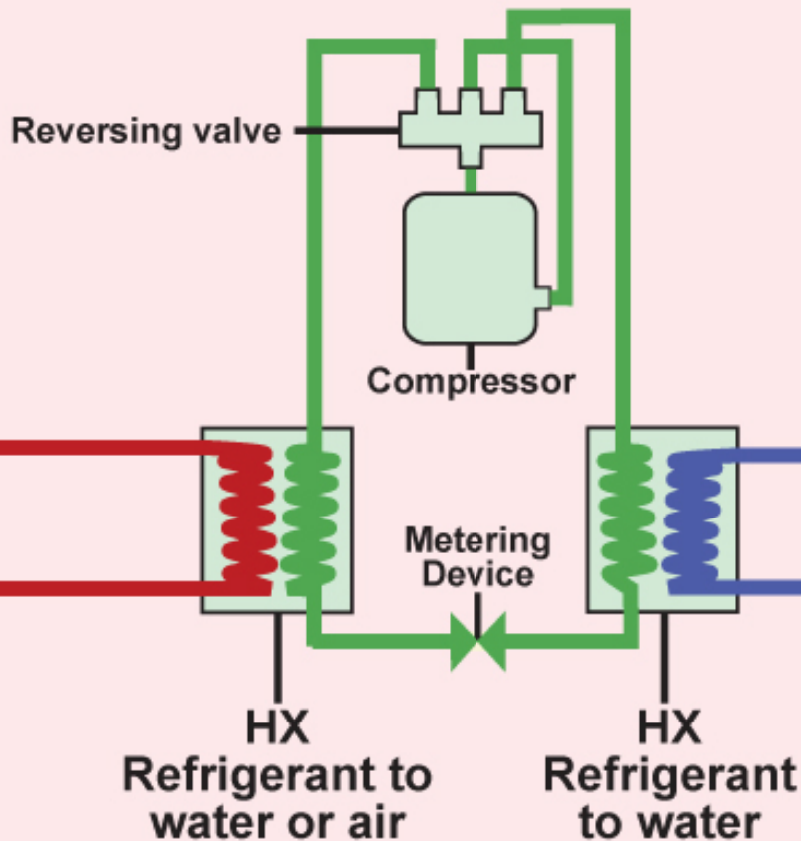 Reversing valve
Compressor
Metering
Device
HX
Refrigerant to
water or air
HX
Refrigerant
to water